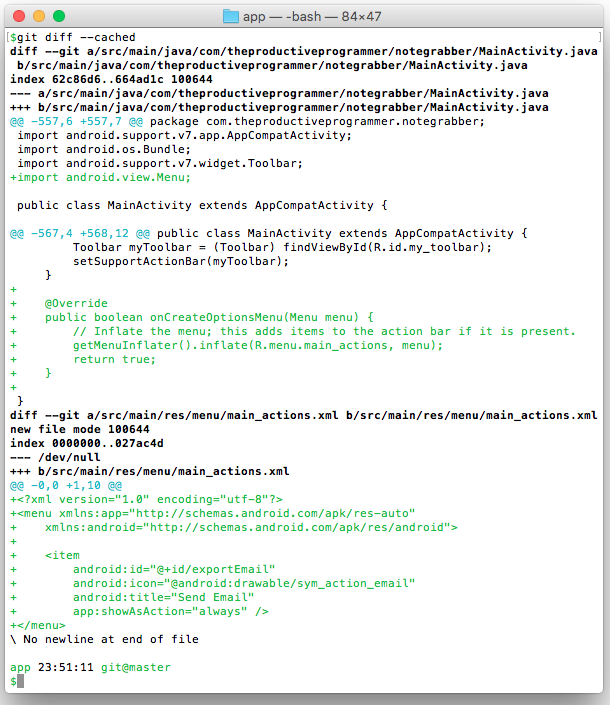 app — -bash — 84×47
[$git diff --cached ]
diff --git a/src/main/java/com/theproductiveprogrammer/notegrabber/MainActivity.java
 b/src/main/java/com/theproductiveprogrammer/notegrabber/MainActivity.java
index 62c86d6..664ad1c 100644
--- a/src/main/java/com/theproductiveprogrammer/notegrabber/MainActivity.java
+++ b/src/main/java/com/theproductiveprogrammer/notegrabber/MainActivity.java
@@ -557,6 +557,7 @@ package com.theproductiveprogrammer.notegrabber;
 import android.support.v7.app.AppCompatActivity;
 import android.os.Bundle;
 import android.support.v7.widget.Toolbar;
+import android.view.Menu;

 public class MainActivity extends AppCompatActivity {

@@ -567,4 +568,12 @@ public class MainActivity extends AppCompatActivity {
         Toolbar myToolbar = (Toolbar) findViewById(R.id.my_toolbar);
         setSupportActionBar(myToolbar);
     }
+
+    @Override
+    public boolean onCreateOptionsMenu(Menu menu) {
+        // Inflate the menu; this adds items to the action bar if it is present.
+        getMenuInflater().inflate(R.menu.main_actions, menu);
+        return true;
+    }
+
 }
diff --git a/src/main/res/menu/main_actions.xml b/src/main/res/menu/main_actions.xml
new file mode 100644
index 0000000..027ac4d
--- /dev/null
+++ b/src/main/res/menu/main_actions.xml
@@ -0,0 +1,10 @@
+<?xml version="1.0" encoding="utf-8"?>
+<menu xmlns:app="http://schemas.android.com/apk/res-auto"
+    xmlns:android="http://schemas.android.com/apk/res/android">
+
+    <item
+        android:id="@+id/exportEmail"
+        android:icon="@android:drawable/sym_action_email"
+        android:title="Send Email"
+        app:showAsAction="always" />
+</menu>
\ No newline at end of file

app 23:51:11 git@master
$